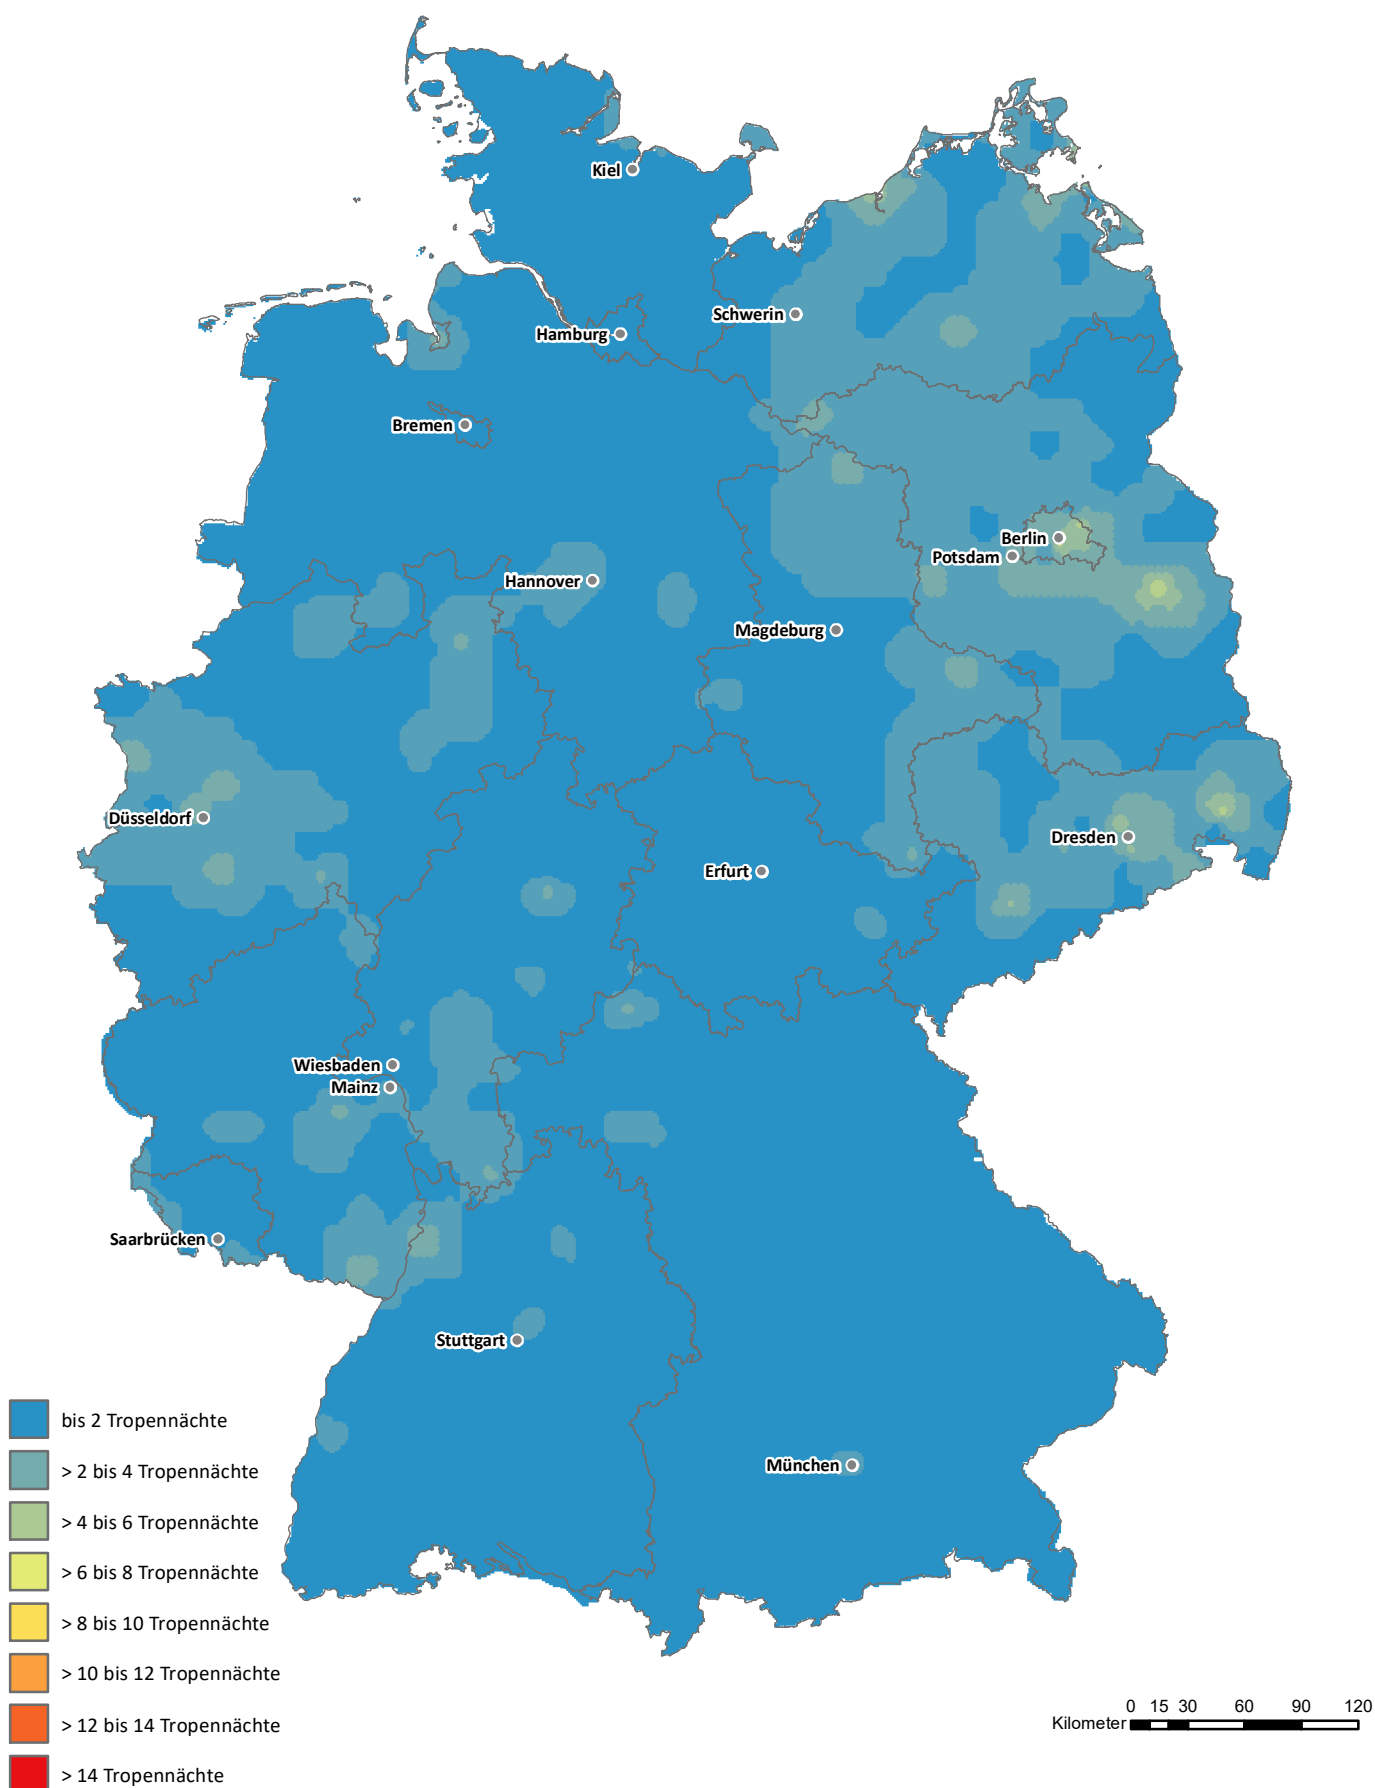 Kiel
Schwerin
Hamburg
Bremen
Berlin
Potsdam
Hannover
Magdeburg
Düsseldorf
Dresden
Erfurt
Wiesbaden
Mainz
Saarbrücken
Stuttgart
München
bis 2 Tropennächte
> 2 bis 4 Tropennächte
> 4 bis 6 Tropennächte
> 6 bis 8 Tropennächte
> 8 bis 10 Tropennächte
> 10 bis 12 Tropennächte
> 12 bis 14 Tropennächte
> 14 Tropennächte
0 15 30 60 90 120
Kilometer